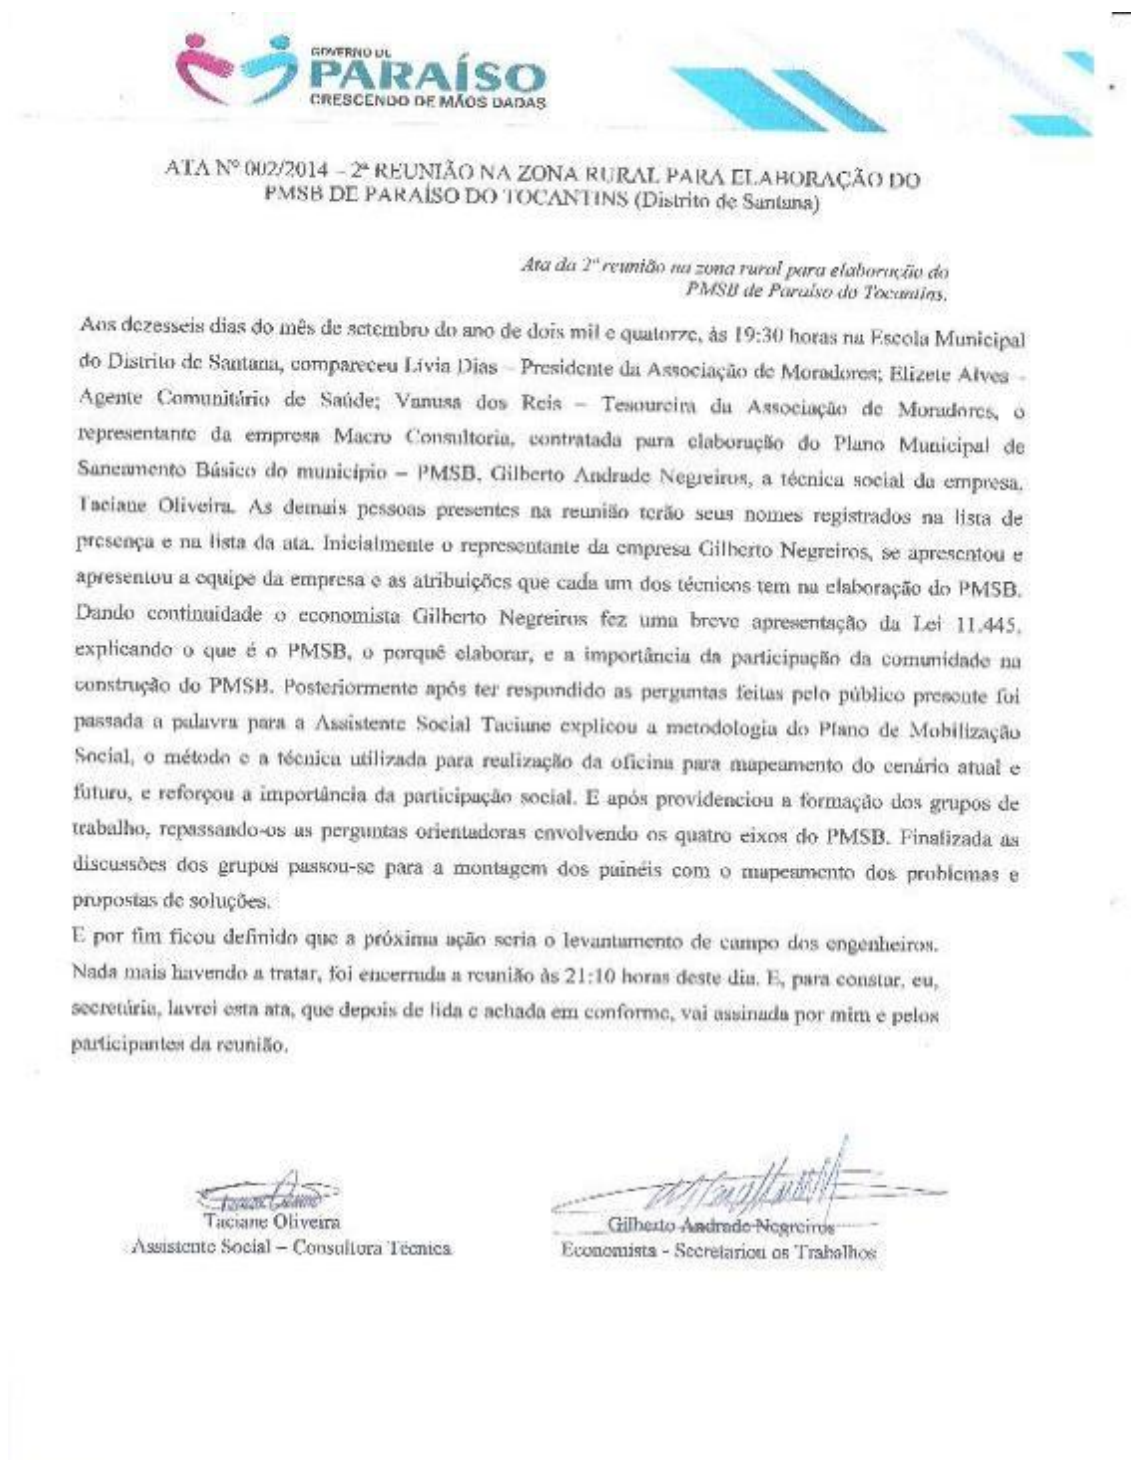 GOVERNO DE
PARAÍSO
CRESCENDO DE MÃOS DADAS
ATA Nº 002/2014 – 2ª REUNIÃO NA ZONA RURAL PARA ELABORAÇÃO DO
PMSB DE PARAÍSO DO TOCANTINS (Distrito de Santana)
Ata da 2ª reunião na zona rural para elaboração do
PMSB de Paraíso do Tocantins.
Aos dezesseis dias do mês de setembro do ano de dois mil e quatorze, às 19:30 horas na Escola Municipal
do Distrito de Santana, compareceu Lívia Dias – Presidente da Associação de Moradores; Elizete Alves –
Agente Comunitário de Saúde; Vanusa dos Reis – Tesoureira da Associação de Moradores, o
representante da empresa Macro Consultoria, contratada para elaboração do Plano Municipal de
Saneamento Básico do município – PMSB, Gilberto Andrade Negreiros, a técnica social da empresa,
Taciane Oliveira. As demais pessoas presentes na reunião terão seus nomes registrados na lista de
presença e na lista da ata. Inicialmente o representante da empresa Gilberto Negreiros, se apresentou e
apresentou a equipe da empresa e as atribuições que cada um dos técnicos tem na elaboração do PMSB.
Dando continuidade o economista Gilberto Negreiros fez uma breve apresentação da Lei 11.445,
explicando o que é o PMSB, o porquê elaborar, e a importância da participação da comunidade na
construção do PMSB. Posteriormente após ter respondido as perguntas feitas pelo público presente foi
passada a palavra para a Assistente Social Taciane explicou a metodologia do Plano de Mobilização
Social, o método e a técnica utilizada para realização da oficina para mapeamento do cenário atual e
futuro, e reforçou a importância da participação social. E após providenciou a formação dos grupos de
trabalho, repassando-os as perguntas orientadoras envolvendo os quatro eixos do PMSB. Finalizada as
discussões dos grupos passou-se para a montagem dos painéis com o mapeamento dos problemas e
propostas de soluções.
E por fim ficou definido que a próxima ação seria o levantamento de campo dos engenheiros.
Nada mais havendo a tratar, foi encerrada a reunião às 21:10 horas deste dia. E, para constar, eu,
secretária, lavrei esta ata, que depois de lida e achada em conforme, vai assinada por mim e pelos
participantes da reunião.
Taciane Oliveira
Assistente Social – Consultora Técnica
Gilberto Andrade Negreiros
Economista - Secretariou os Trabalhos